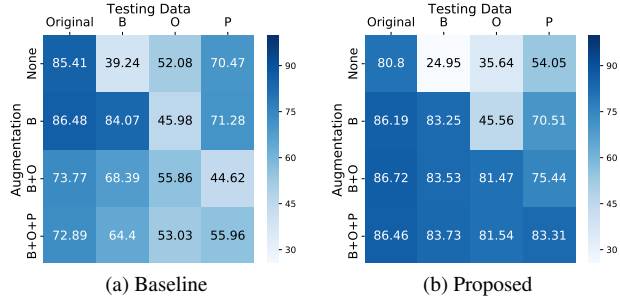 Testing Data
Original B O P
Augmentation
None 85.41 39.24 52.08 70.47
B 86.48 84.07 45.98 71.28
B+O 73.77 68.39 55.86 44.62
B+O+P 72.89 64.4 53.03 55.96
90
75
60
45
30
(a) Baseline
Testing Data
Original B O P
Augmentation
None 80.8 24.95 35.64 54.05
B 86.19 83.25 45.56 70.51
B+O 86.72 83.53 81.47 75.44
B+O+P 86.46 83.73 81.54 83.31
90
75
60
45
30
(b) Proposed